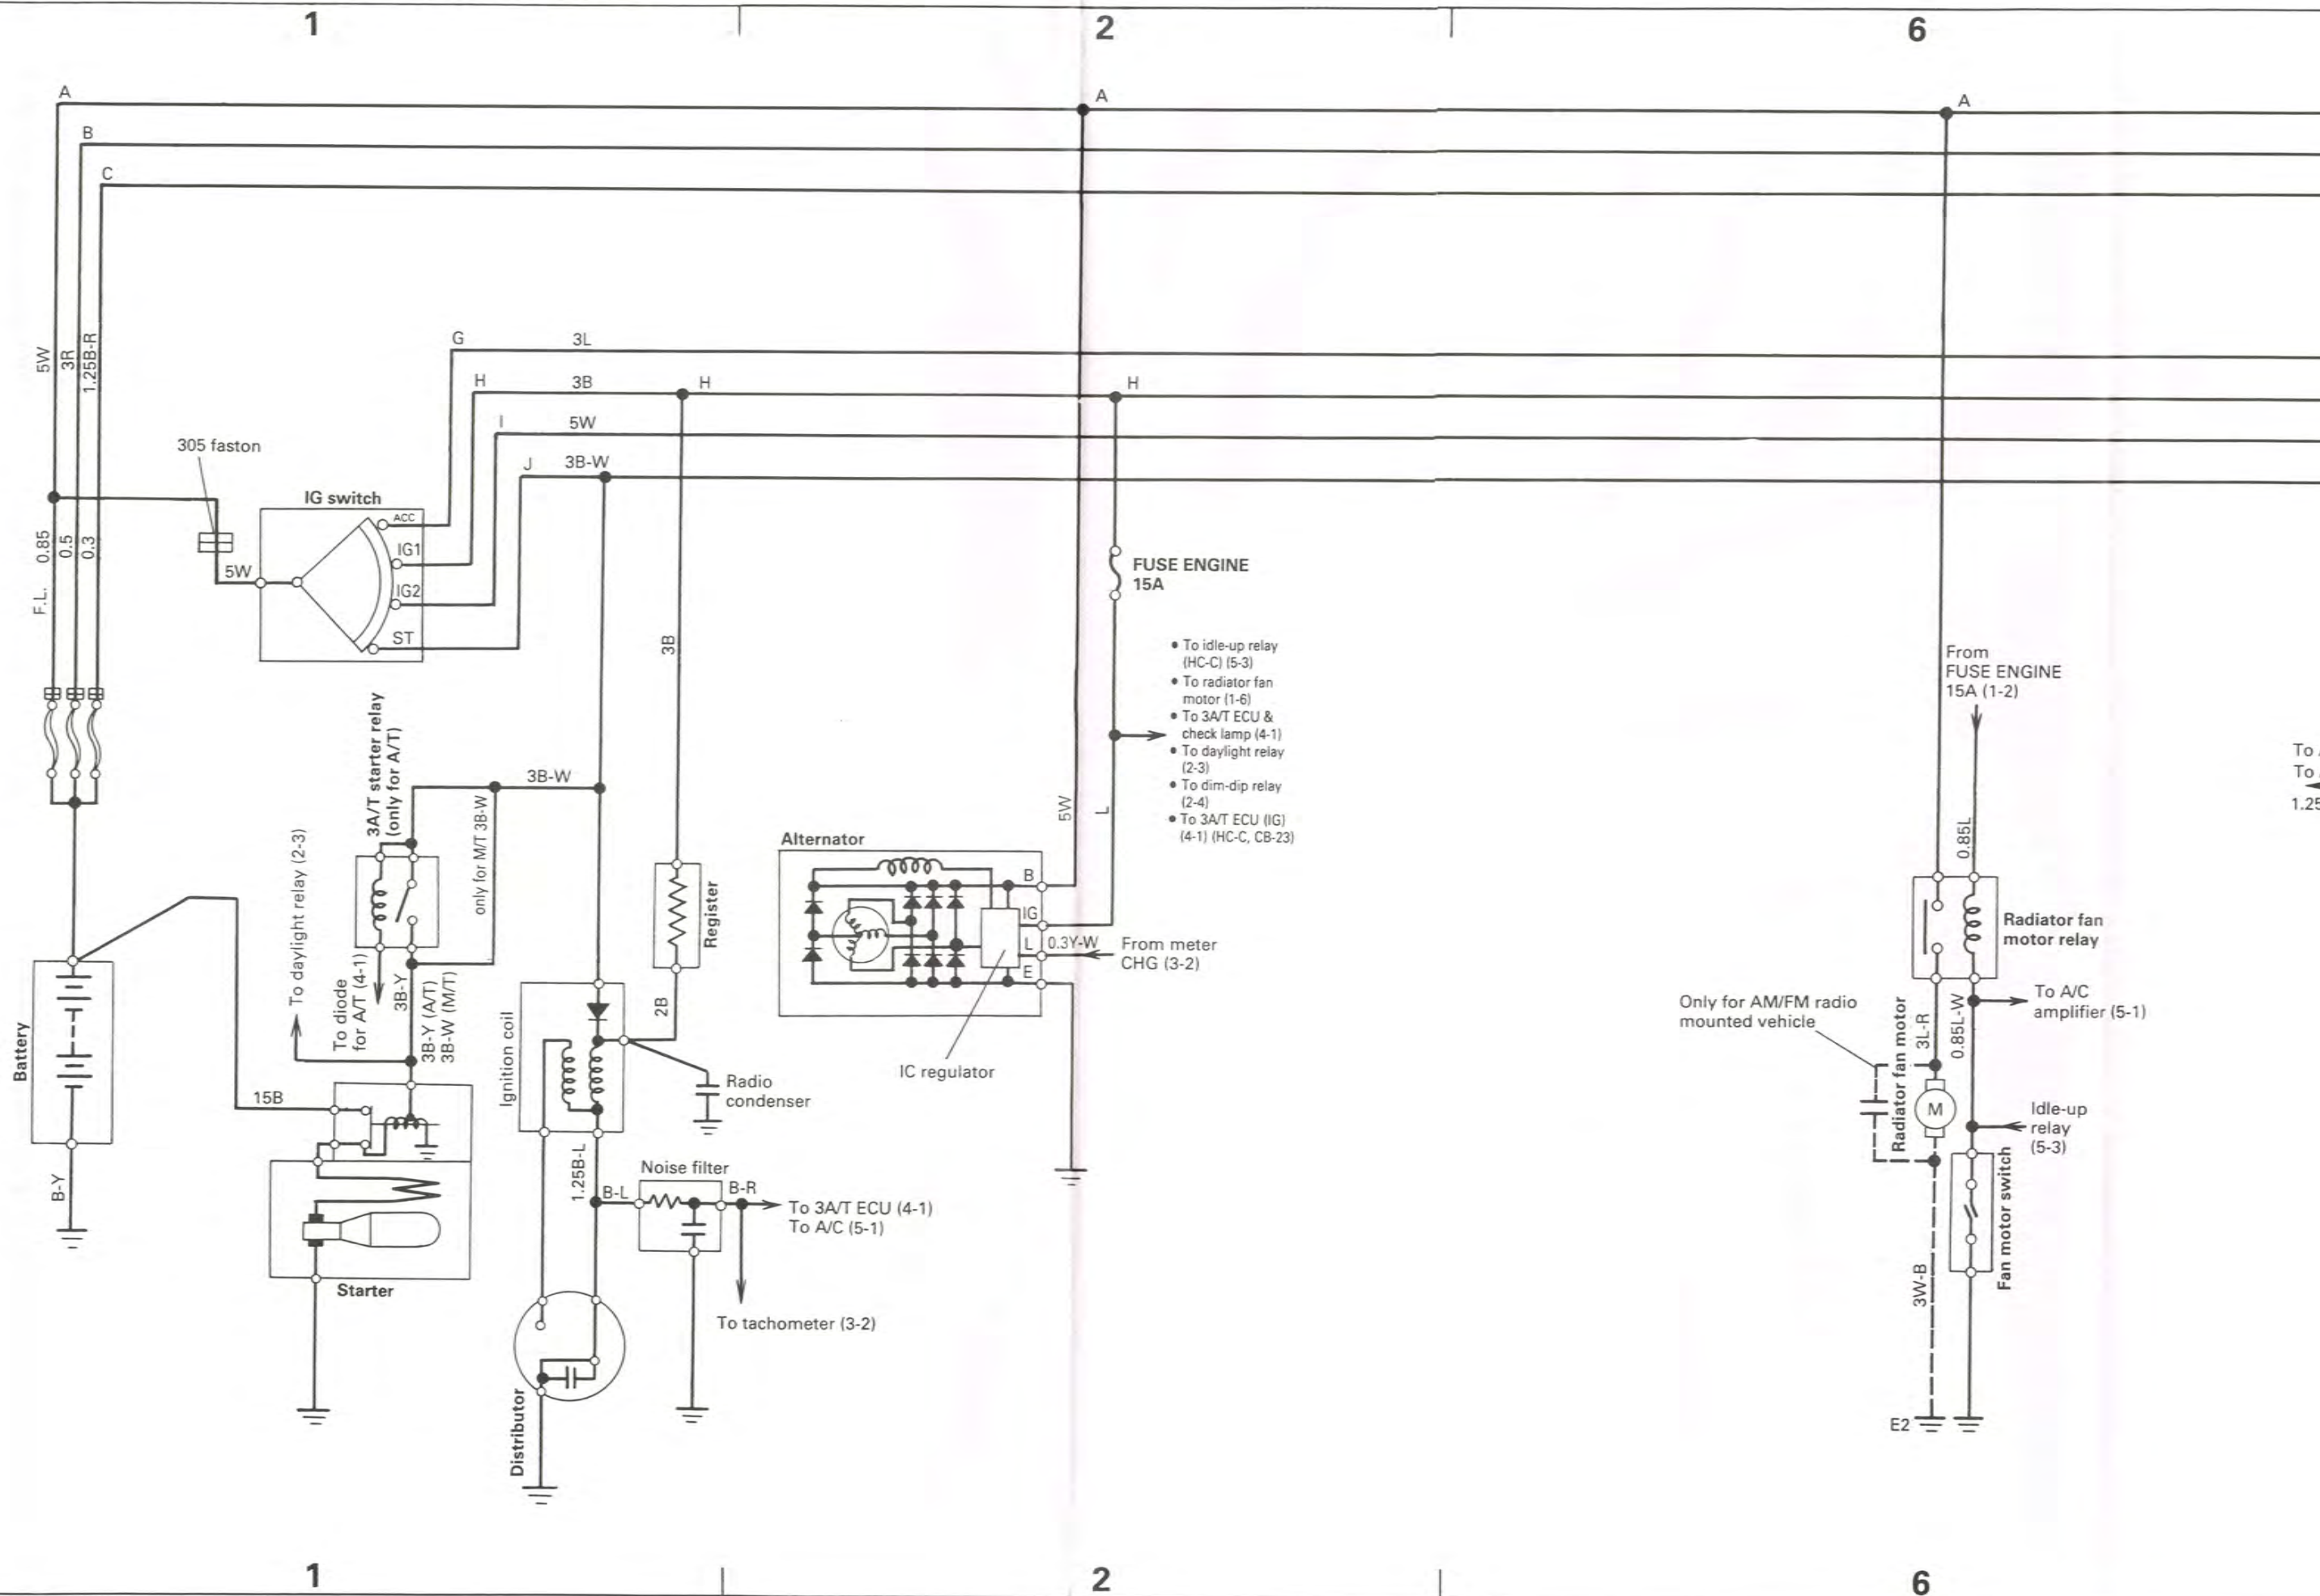 1
2
6
A
A
A
B
C
5W
3R
1.25B-R
G
3L
H
3B
H
H
I
5W
J
3B-W
305 faston
IG switch
ACC
IG1
IG2
ST
5W
F.L.
0.85
0.5
0.3
3B
FUSE ENGINE
15A
• To idle-up relay
(HC-C) (5-3)
• To radiator fan
motor (1-6)
• To 3A/T ECU &
check lamp (4-1)
• To daylight relay
(2-3)
• To dim-dip relay
(2-4)
• To 3A/T ECU (IG)
(4-1) (HC-C, CB-23)
From
FUSE ENGINE
15A (1-2)
To
To
1.25
3A/T starter relay
(only for A/T)
3B-W
only for M/T 3B-W
To daylight relay (2-3)
To diode
for A/T (4-1)
3B-Y
3B-Y (A/T)
3B-W (M/T)
Register
2B
Alternator
B
IG
L
E
5W
L
0.3Y-W
From meter
CHG (3-2)
IC regulator
0.85L
Radiator fan
motor relay
Only for AM/FM radio
mounted vehicle
Radiator fan motor
3L-R
0.85L-W
To A/C
amplifier (5-1)
M
Idle-up
relay
(5-3)
Fan motor switch
3W-B
E2
Battery
B-Y
15B
Starter
Ignition coil
Radio
condenser
1.25B-L
Noise filter
B-L
B-R
To 3A/T ECU (4-1)
To A/C (5-1)
To tachometer (3-2)
Distributor
1
2
6